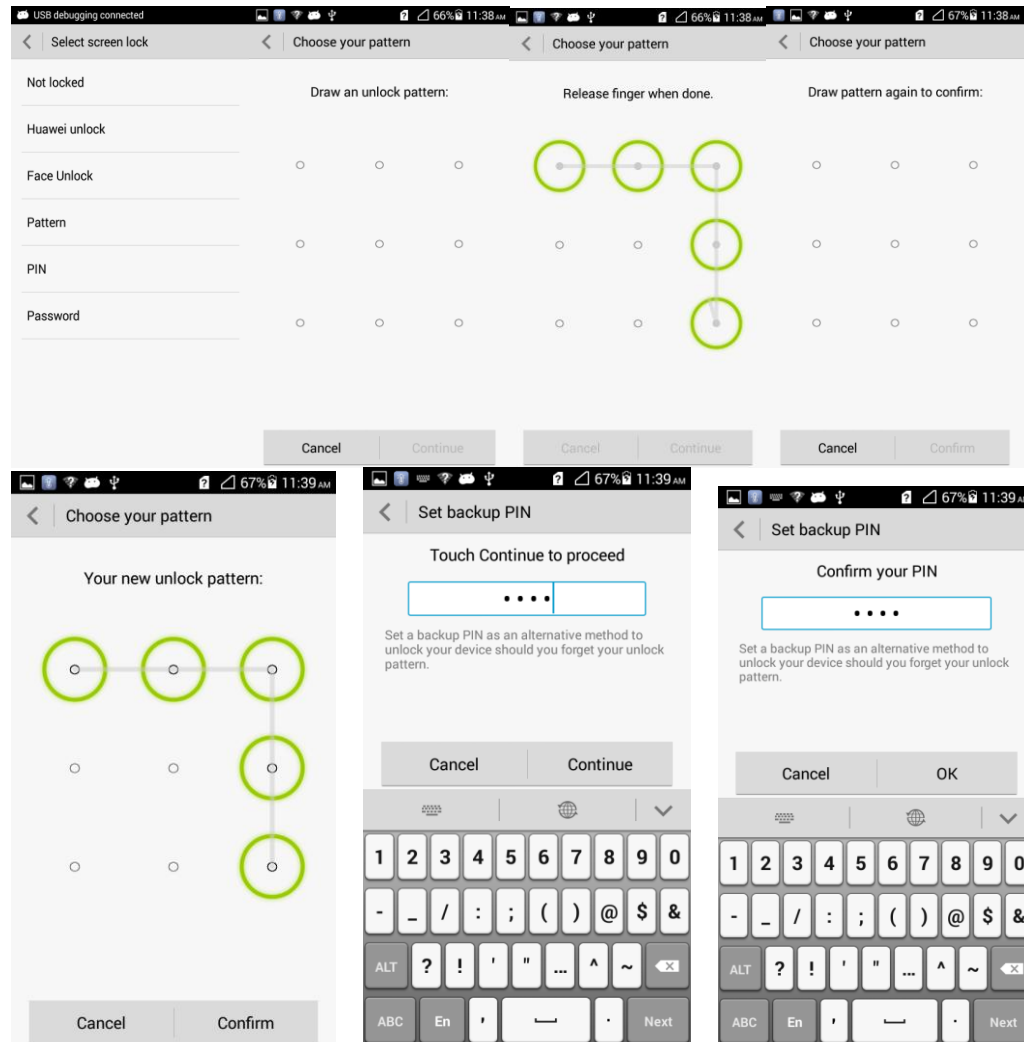 USB debugging connected
Select screen lock
Not locked
Huawei unlock
Face Unlock
Pattern
PIN
Password
66% 11:38 AM
Choose your pattern
Draw an unlock pattern:
Cancel Continue
66% 11:38 AM
Choose your pattern
Release finger when done.
Cancel Continue
67% 11:38 AM
Choose your pattern
Draw pattern again to confirm:
Cancel Confirm
67% 11:39 AM
Choose your pattern
Your new unlock pattern:
Cancel Confirm
67% 11:39 AM
Set backup PIN
Touch Continue to proceed
••••
Set a backup PIN as an alternative method to
unlock your device should you forget your unlock
pattern.
Cancel Continue
1 2 3 4 5 6 7 8 9 0
- _ / : ; ( ) @ $ &
ALT ? ! ' " ... ^ ~
ABC En , . Next
67% 11:39 A
Set backup PIN
Confirm your PIN
••••
Set a backup PIN as an alternative method to
unlock your device should you forget your unlock
pattern.
Cancel OK
1 2 3 4 5 6 7 8 9 0
- _ / : ; ( ) @ $ &
ALT ? ! ' " ... ^ ~
ABC En , . Next